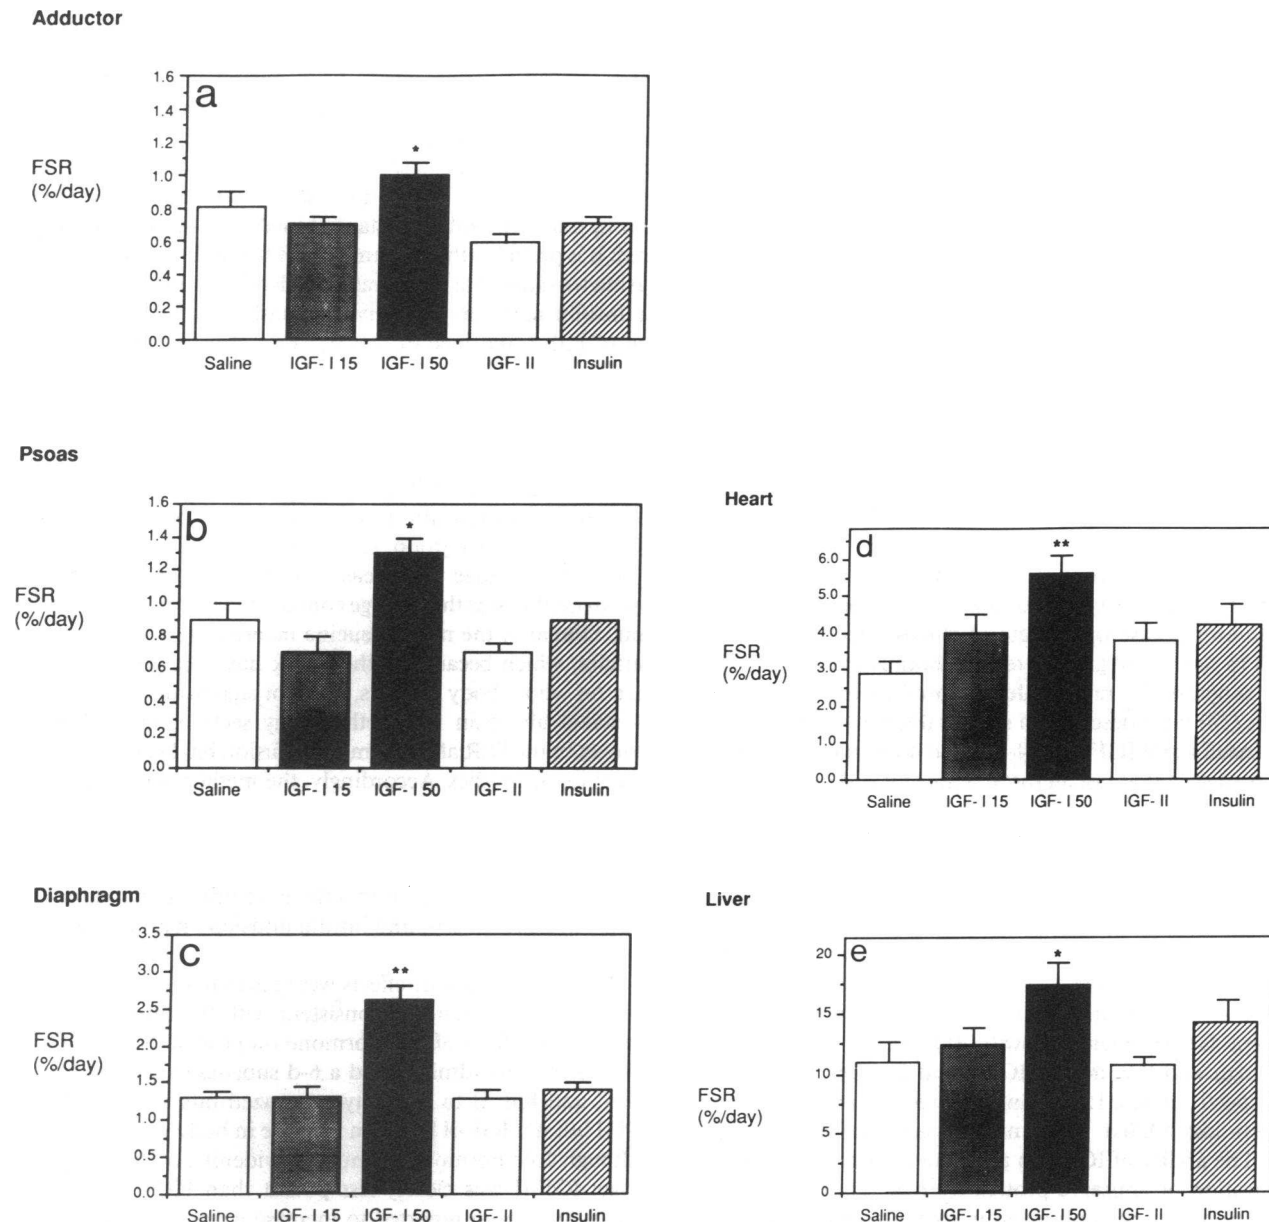 Adductor
a
1.6
1.4
1.2
1.0
0.8
0.6
0.4
0.2
0.0
FSR
(%/day)
*
Saline IGF- I 15 IGF- I 50 IGF- II Insulin
Psoas
b
1.6
1.4
1.2
1.0
0.8
0.6
0.4
0.2
0.0
FSR
(%/day)
*
Saline IGF- I 15 IGF- I 50 IGF- II Insulin
Diaphragm
c
3.5
3.0
2.5
2.0
1.5
1.0
0.5
0.0
FSR
(%/day)
**
Saline IGF- I 15 IGF- I 50 IGF- II Insulin
Heart
d
6.0
5.0
4.0
3.0
2.0
1.0
0.0
FSR
(%/day)
**
Saline IGF- I 15 IGF- I 50 IGF- II Insulin
Liver
e
20
15
10
5
0
FSR
(%/day)
*
Saline IGF- I 15 IGF- I 50 IGF- II Insulin